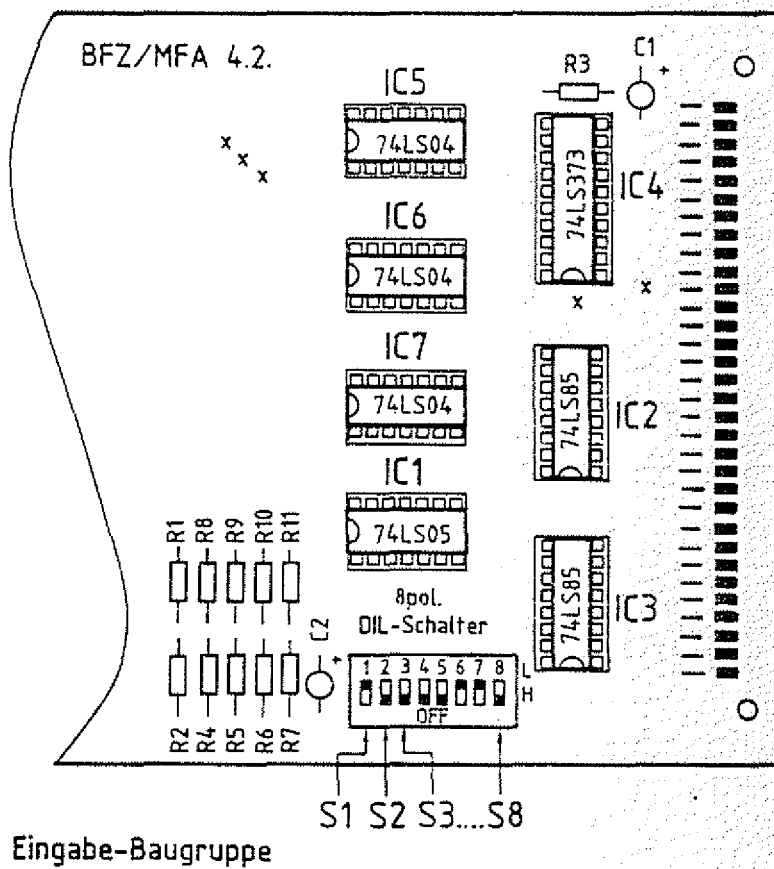 BFZ/MFA 4.2.
C1
+
R3
IC5
74LS04
74LS373
IC4
IC6
74LS04
x
x
x
x
x
IC7
74LS04
74LS85
IC2
IC1
74LS05
R1 R8 R9 R10 R11
74LS85
IC3
8pol.
DIL-Schalter
C2
+
1 2 3 4 5 6 7 8
L
H
OFF
R2 R4 R5 R6 R7
S1 S2 S3....S8
Eingabe-Baugruppe